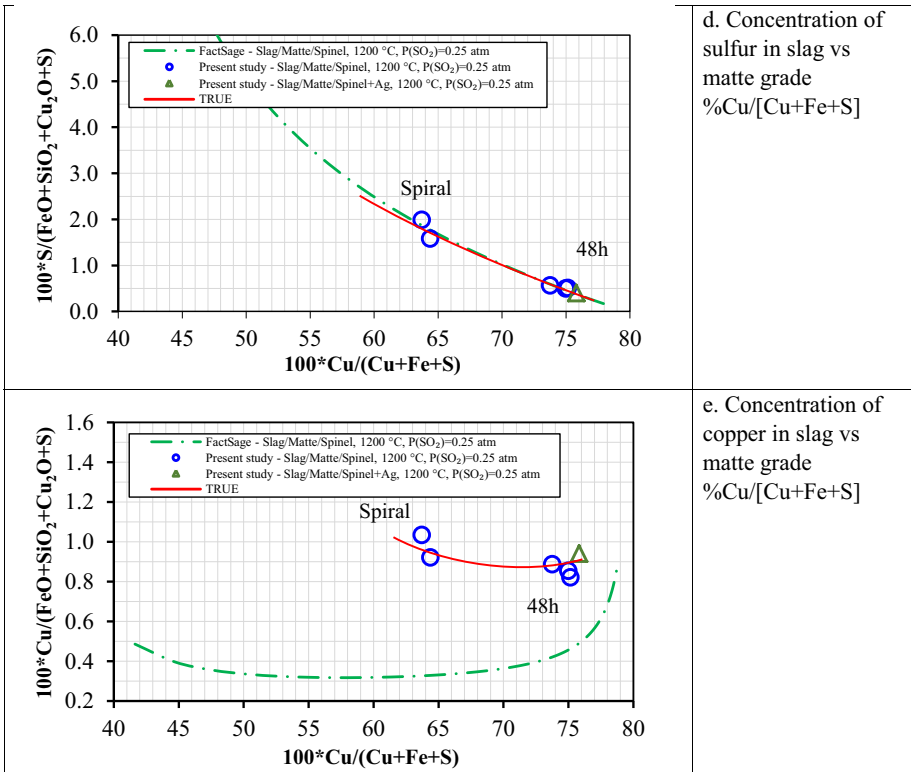 6.0
5.0
4.0
3.0
2.0
1.0
0.0
100*S/(FeO+SiO₂+Cu₂O+S)
FactSage - Slag/Matte/Spinel, 1200 °C, P(SO₂)=0.25 atm
Present study - Slag/Matte/Spinel, 1200 °C, P(SO₂)=0.25 atm
Present study - Slag/Matte/Spinel+Ag, 1200 °C, P(SO₂)=0.25 atm
TRUE
Spiral
48h
40 45 50 55 60 65 70 75 80
100*Cu/(Cu+Fe+S)
d. Concentration of
sulfur in slag vs
matte grade
%Cu/[Cu+Fe+S]
1.6
1.4
1.2
1.0
0.8
0.6
0.4
0.2
100*Cu/(FeO+SiO₂+Cu₂O+S)
FactSage - Slag/Matte/Spinel, 1200 °C, P(SO₂)=0.25 atm
Present study - Slag/Matte/Spinel, 1200 °C, P(SO₂)=0.25 atm
Present study - Slag/Matte/Spinel+Ag, 1200 °C, P(SO₂)=0.25 atm
TRUE
Spiral
48h
40 45 50 55 60 65 70 75 80
100*Cu/(Cu+Fe+S)
e. Concentration of
copper in slag vs
matte grade
%Cu/[Cu+Fe+S]